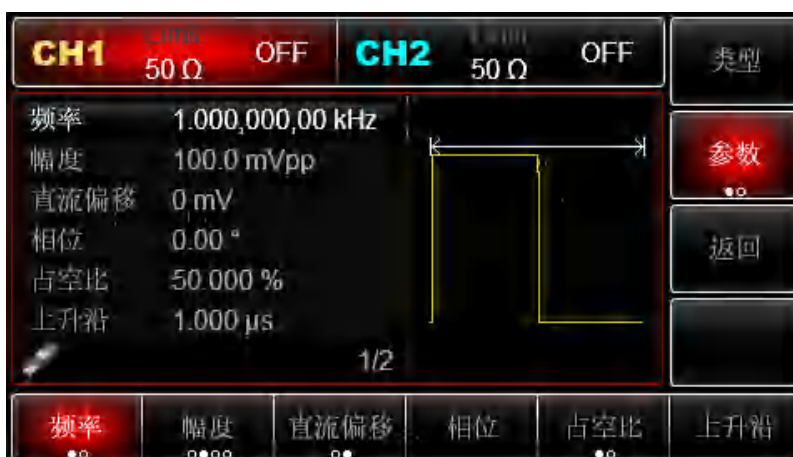 CH1 OFF CH2 OFF
50 Ω 50 Ω
类型
频率 1.000,000,00 kHz
幅度 100.0 mVpp
参数
直流偏移 0 mV
相位 0.00 °
返回
占空比 50.000 %
上升沿 1.000 µs
1/2
频率 幅度 直流偏移 相位 占空比 上升沿